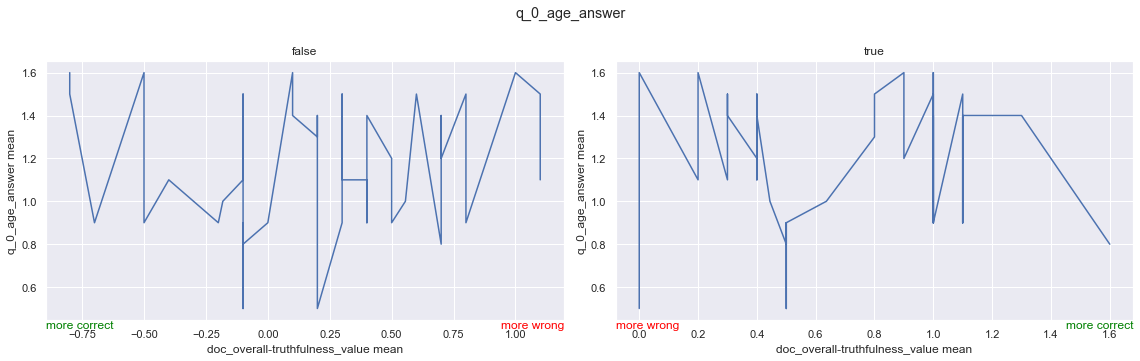 q_0_age_answer
false
true
1.6
1.4
1.2
1.0
0.8
0.6
q_0_age_answer mean
1.6
1.4
1.2
1.0
0.8
0.6
q_0_age_answer mean
more correct
more wrong
−0.75 −0.50 −0.25 0.00 0.25 0.50 0.75 1.00
doc_overall-truthfulness_value mean
more wrong
more correct
0.0 0.2 0.4 0.6 0.8 1.0 1.2 1.4 1.6
doc_overall-truthfulness_value mean